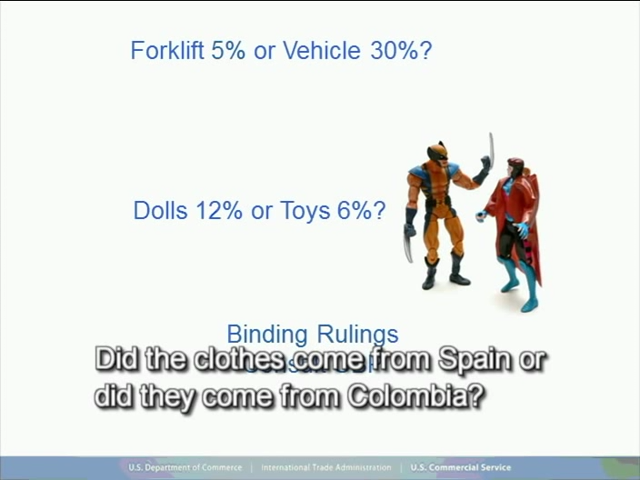 Forklift 5% or Vehicle 30%?
Dolls 12% or Toys 6%?
Binding Rulings
Did the clothes come from Spain or
did they come from Colombia?
U.S. Department of Commerce | International Trade Administration | U.S. Commercial Service